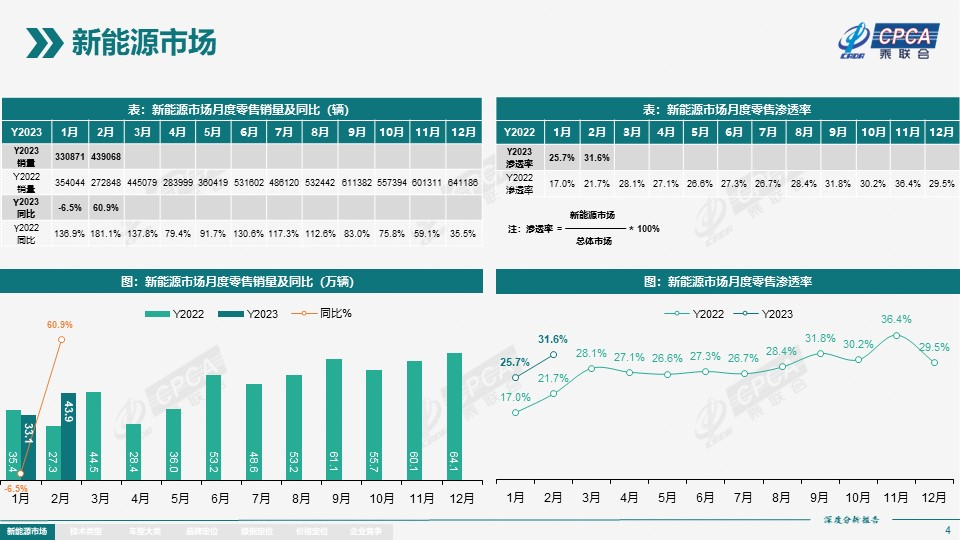 新能源市场
CPCA
乘联合
CPCA
表：新能源市场月度零售销量及同比（辆）
Y2023 1月 2月 3月 4月 5月 6月 7月 8月 9月 10月 11月 12月
Y2023
销量 330871 439068
Y2022
销量 354044 272848 445079 283999 360419 531602 486120 532442 611382 557394 601311 641186
Y2023
同比 -6.5% 60.9%
Y2022
同比 136.9% 181.1% 137.8% 79.4% 91.7% 130.6% 117.3% 112.6% 83.0% 75.8% 59.1% 35.5%
表：新能源市场月度零售渗透率
Y2022 1月 2月 3月 4月 5月 6月 7月 8月 9月 10月 11月 12月
Y2023
渗透率 25.7% 31.6%
Y2022
渗透率 17.0% 21.7% 28.1% 27.1% 26.6% 27.3% 26.7% 28.4% 31.8% 30.2% 36.4% 29.5%
新能源市场
注：渗透率 = * 100%
总体市场
图：新能源市场月度零售销量及同比（万辆）
Y2022 Y2023 同比%
60.9%
-6.5%
35.4 33.1 27.3 43.9 44.5 28.4 36.0 53.2 48.6 53.2 61.1 55.7 60.1 64.1
1月 2月 3月 4月 5月 6月 7月 8月 9月 10月 11月 12月
图：新能源市场月度零售渗透率
Y2022 Y2023
25.7% 31.6%
17.0% 21.7% 28.1% 27.1% 26.6% 27.3% 26.7% 28.4% 31.8% 30.2% 36.4% 29.5%
1月 2月 3月 4月 5月 6月 7月 8月 9月 10月 11月 12月
深度分析报告
新能源市场 技术类型 车型大类 品牌定位 级别定位 价格定位 企业竞争
4